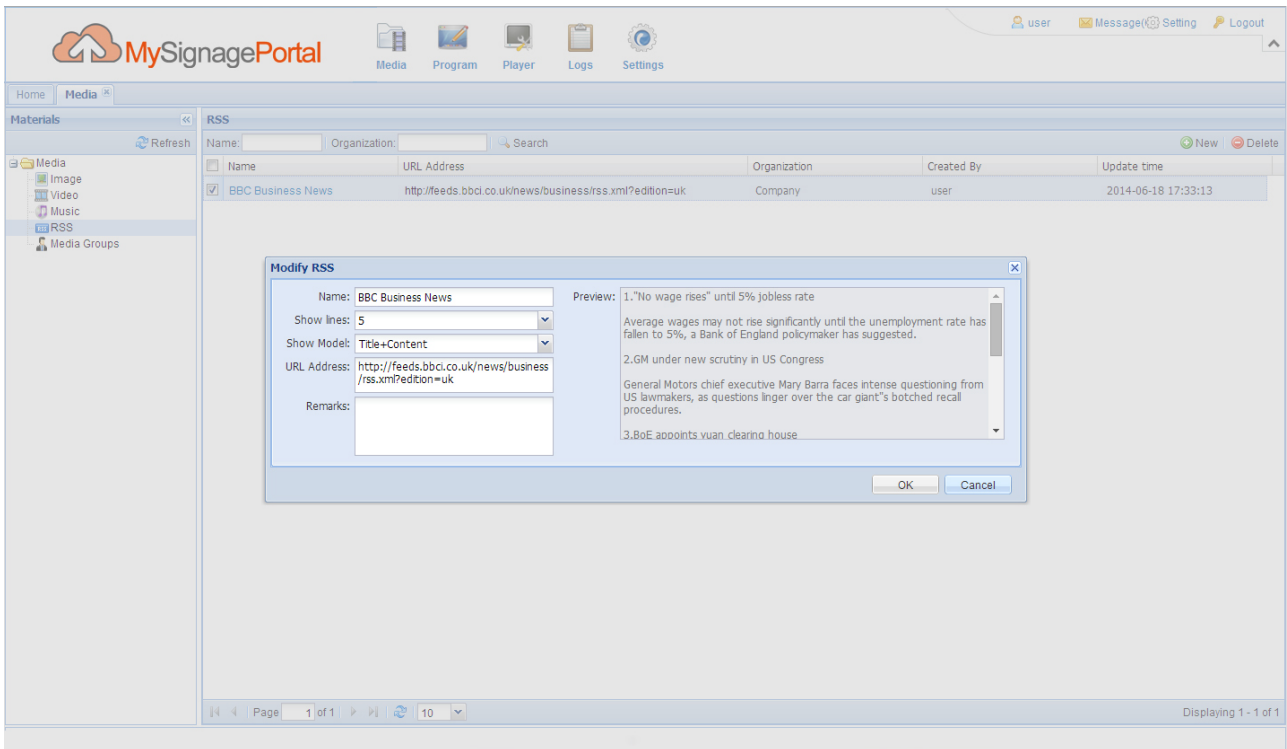 user Message( Setting Logout
MySignagePortal
Media Program Player Logs Settings
Home Media
Materials
Refresh
Media
Image
Video
Music
RSS
Media Groups
RSS
Name: Organization: Search New Delete
Name URL Address Organization Created By Update time
BBC Business News http://feeds.bbci.co.uk/news/business/rss.xml?edition=uk Company user 2014-06-18 17:33:13
Modify RSS
Name: BBC Business News
Show lines: 5
Show Model: Title+Content
URL Address: http://feeds.bbci.co.uk/news/business
/rss.xml?edition=uk
Remarks:
Preview: 1."No wage rises" until 5% jobless rate
Average wages may not rise significantly until the unemployment rate has
fallen to 5%, a Bank of England policymaker has suggested.
2.GM under new scrutiny in US Congress
General Motors chief executive Mary Barra faces intense questioning from
US lawmakers, as questions linger over the car giant"s botched recall
procedures.
3.BoE appoints yuan clearing house
OK Cancel
Page 1 of 1 10 Displaying 1 - 1 of 1